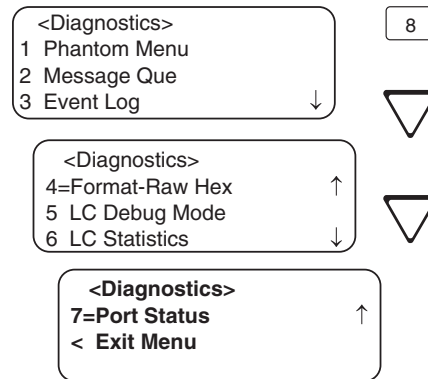 <Diagnostics>
1 Phantom Menu
2 Message Que
3 Event Log ↓
8
<Diagnostics>
4=Format-Raw Hex ↑
5 LC Debug Mode
6 LC Statistics ↓
<Diagnostics>
7=Port Status ↑
< Exit Menu